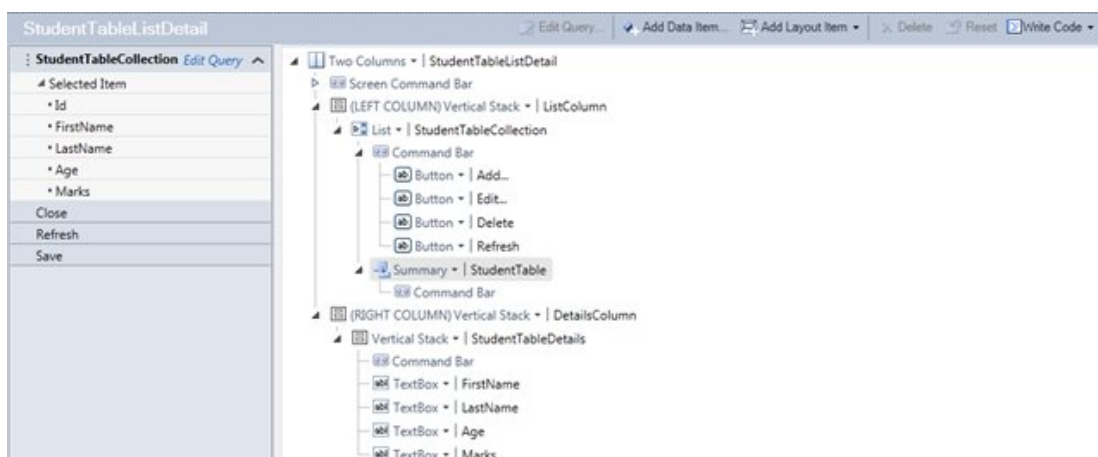 StudentTableListDetail
Edit Query... Add Data Item... Add Layout Item Delete Reset Write Code
StudentTableCollection Edit Query
Selected Item
Id
FirstName
LastName
Age
Marks
Close
Refresh
Save
Two Columns | StudentTableListDetail
Screen Command Bar
(LEFT COLUMN) Vertical Stack | ListColumn
List | StudentTableCollection
Command Bar
Button | Add...
Button | Edit...
Button | Delete
Button | Refresh
Summary | StudentTable
Command Bar
(RIGHT COLUMN) Vertical Stack | DetailsColumn
Vertical Stack | StudentTableDetails
Command Bar
TextBox | FirstName
TextBox | LastName
TextBox | Age
TextBox | Marks